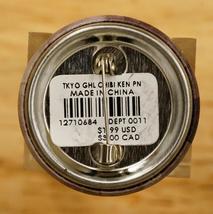 TKYO GHL CHIBI KEN PN
MADE IN CHINA
12710684 DEPT 0011
$1.99 USD
$3.00 CAD